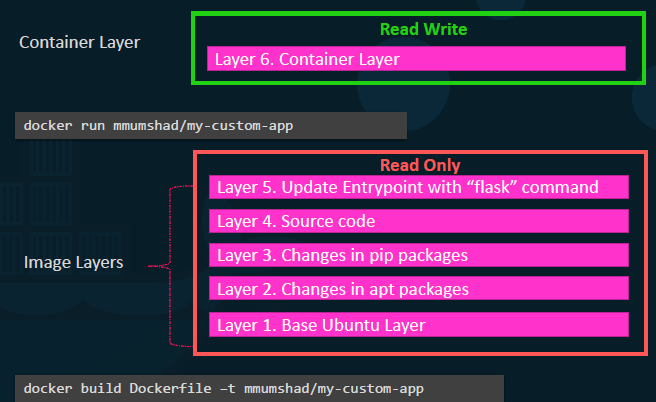 Read Write
Container Layer
Layer 6. Container Layer
docker run mmumshad/my-custom-app
Read Only
Layer 5. Update Entrypoint with “flask” command
Layer 4. Source code
Layer 3. Changes in pip packages
Image Layers
Layer 2. Changes in apt packages
Layer 1. Base Ubuntu Layer
docker build Dockerfile –t mmumshad/my-custom-app